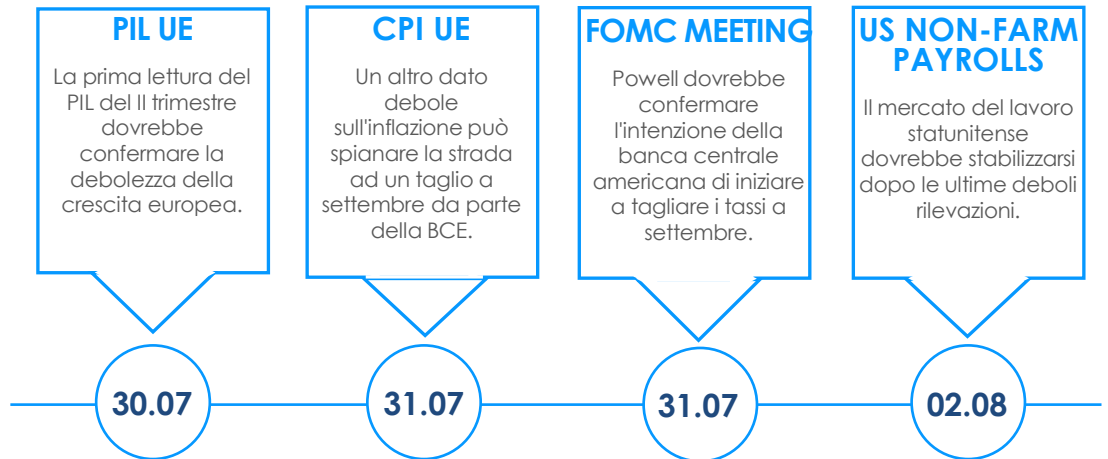 PIL UE
La prima lettura del
PIL del II trimestre
dovrebbe
confermare la
debolezza della
crescita europea.
30.07
CPI UE
Un altro dato
debole
sull'inflazione può
spianare la strada
ad un taglio a
settembre da parte
della BCE.
31.07
FOMC MEETING
Powell dovrebbe
confermare
l'intenzione della
banca centrale
americana di iniziare
a tagliare i tassi a
settembre.
31.07
US NON-FARM
PAYROLLS
Il mercato del lavoro
statunitense
dovrebbe stabilizzarsi
dopo le ultime deboli
rilevazioni.
02.08